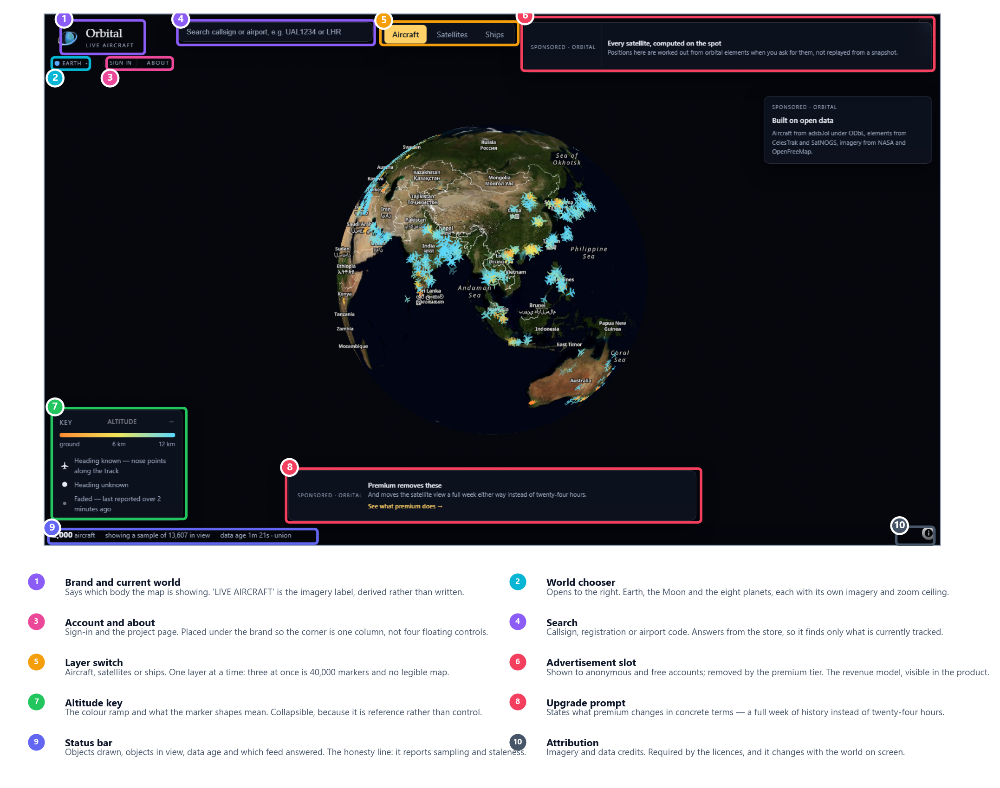 1
4
5
6
Orbital
LIVE AIRCRAFT
Search callsign or airport, e.g. UAL1234 or LHR
Aircraft
Satellites
Ships
SPONSORED · ORBITAL
Every satellite, computed on the spot
Positions here are worked out from orbital elements when you ask for them, not replayed from a snapshot.
EARTH
SIGN IN
ABOUT
2
3
SPONSORED · ORBITAL
Built on open data
Aircraft from adsb.lol under ODbL, elements from
CelesTrak and SatNOGS, imagery from NASA and
OpenFreeMap.
Russia
Россия
Sweden
Sea of
Okhotsk
Austria
Kosovo
Kazakhstan
Қазақстан
Mongolia
Монгол Улс
Turkey
Tajikistan
Тоҷикистон
Iran
ایران
China
Pakistan
پاکستان
Saudi Arabia
Nepal
नेपाल
Oman
عمان
India
भारत
Taiwan
Sudan
السودان
Philippine
Sea
Ethiopia
ኢትዮጵያ
Vietnam
Philippines
Andaman
Sea
Sri Lanka
ශ්‍රී ලංකාව
இலங்கை
Kenya
Malaysia
Brunei
Tanzania
Zambia
Indonesia
Papua New
Guinea
Mozambique
East Timor
Coral
Sea
Australia
7
KEY
ALTITUDE
—
ground
6 km
12 km
Heading known — nose points
along the track
Heading unknown
Faded — last reported over 2
minutes ago
8
SPONSORED · ORBITAL
Premium removes these
And moves the satellite view a full week either way instead of twenty-four hours.
See what premium does →
9
,000 aircraft
showing a sample of 13,607 in view
data age 1m 21s · union
10
1
Brand and current world
Says which body the map is showing. 'LIVE AIRCRAFT' is the imagery label, derived rather than written.
2
World chooser
Opens to the right. Earth, the Moon and the eight planets, each with its own imagery and zoom ceiling.
3
Account and about
Sign-in and the project page. Placed under the brand so the corner is one column, not four floating controls.
4
Search
Callsign, registration or airport code. Answers from the store, so it finds only what is currently tracked.
5
Layer switch
Aircraft, satellites or ships. One layer at a time: three at once is 40,000 markers and no legible map.
6
Advertisement slot
Shown to anonymous and free accounts; removed by the premium tier. The revenue model, visible in the product.
7
Altitude key
The colour ramp and what the marker shapes mean. Collapsible, because it is reference rather than control.
8
Upgrade prompt
States what premium changes in concrete terms — a full week of history instead of twenty-four hours.
9
Status bar
Objects drawn, objects in view, data age and which feed answered. The honesty line: it reports sampling and staleness.
10
Attribution
Imagery and data credits. Required by the licences, and it changes with the world on screen.